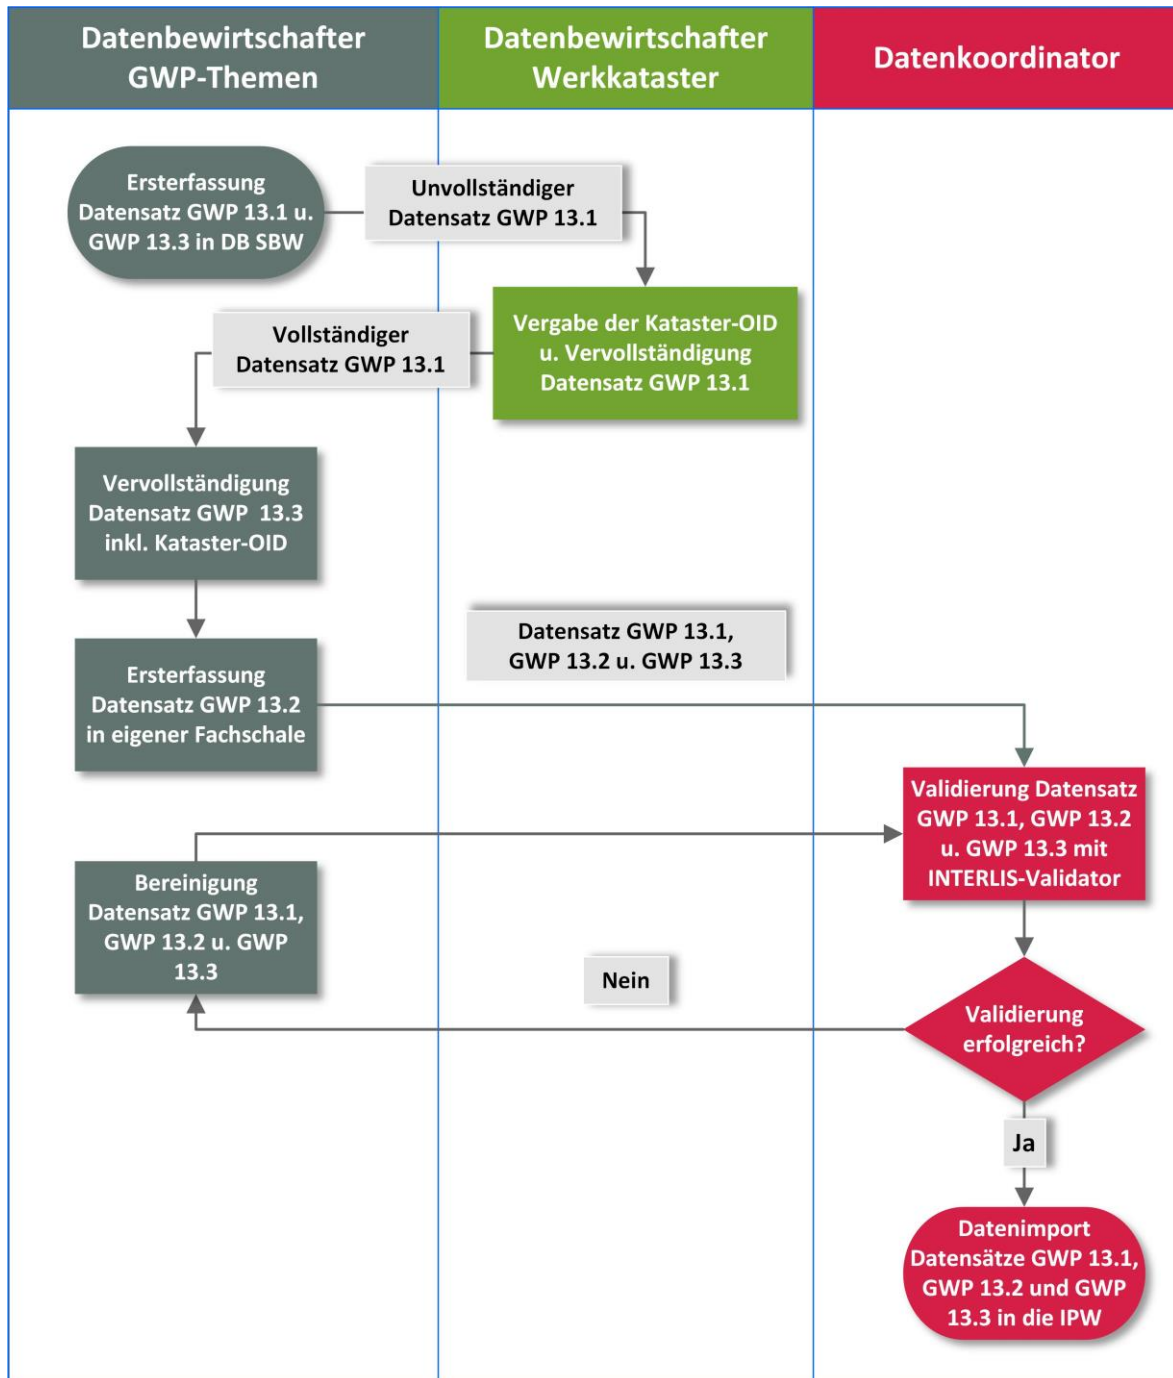 Datenbewirtschafter
GWP-Themen
Datenbewirtschafter
Werkkataster
Datenkoordinator
Ersterfassung
Datensatz GWP 13.1 u.
GWP 13.3 in DB SBW
Unvollständiger
Datensatz GWP 13.1
Vergabe der Kataster-OID
u. Vervollständigung
Datensatz GWP 13.1
Vollständiger
Datensatz GWP 13.1
Vervollständigung
Datensatz GWP 13.3
inkl. Kataster-OID
Ersterfassung
Datensatz GWP 13.2
in eigener Fachschale
Datensatz GWP 13.1,
GWP 13.2 u. GWP 13.3
Validierung Datensatz
GWP 13.1, GWP 13.2
u. GWP 13.3 mit
INTERLIS-Validator
Bereinigung
Datensatz GWP 13.1,
GWP 13.2 u. GWP
13.3
Nein
Validierung
erfolgreich?
Ja
Datenimport
Datensätze GWP 13.1,
GWP 13.2 und GWP
13.3 in die IPW